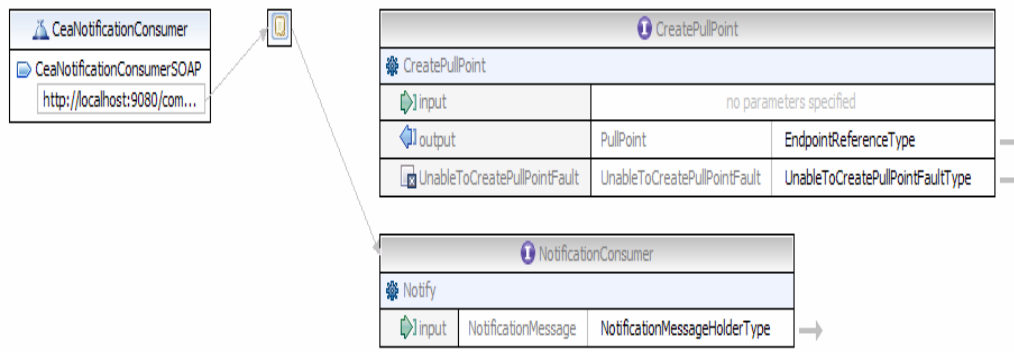 CeaNotificationConsumer
CeaNotificationConsumerSOAP
http://localhost:9080/com...
CreatePullPoint
CreatePullPoint
input no parameters specified
output PullPoint EndpointReferenceType
UnableToCreatePullPointFault UnableToCreatePullPointFault UnableToCreatePullPointFaultType
NotificationConsumer
Notify
input NotificationMessage NotificationMessageHolderType